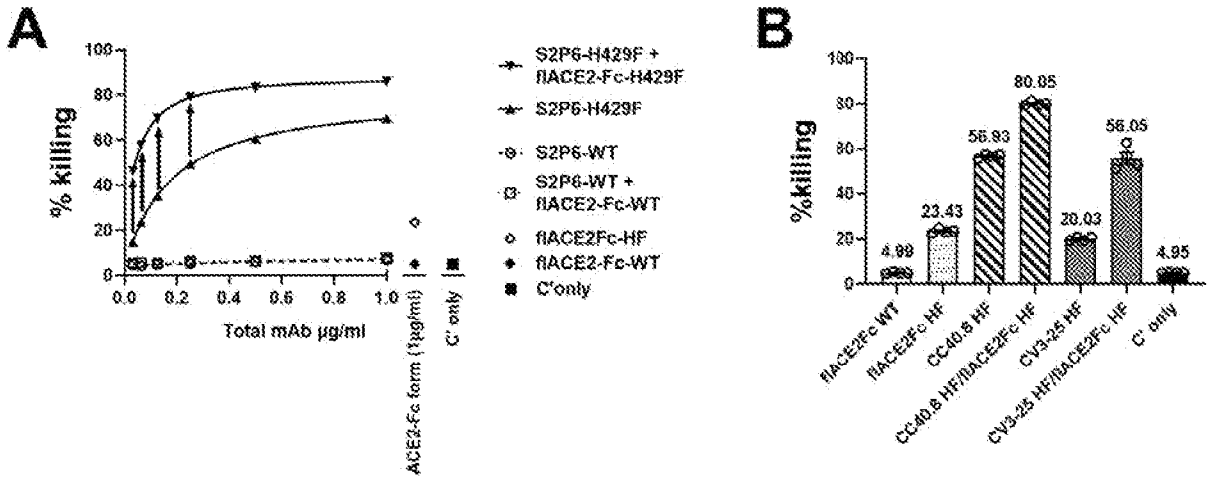 A
% killing
100
80
60
40
20
0
0.0
0.2
0.4
0.6
0.8
1.0
Total mAb µg/ml
ACE2-Fc form (1µg/ml)
C' only
S2P6-H429F +
flACE2-Fc-H429F
S2P6-H429F
S2P6-WT
S2P6-WT +
flACE2-Fc-WT
flACE2Fc-HF
flACE2-Fc-WT
C'only
B
%killing
100
80
60
40
20
0
4.99
23.43
56.93
80.05
20.03
56.05
4.95
flACE2Fc WT
flACE2Fc HF
CC40.8 HF
CC40.8 HF/flACE2Fc HF
CV3-25 HF
CV3-25 HF/flACE2Fc HF
C' only